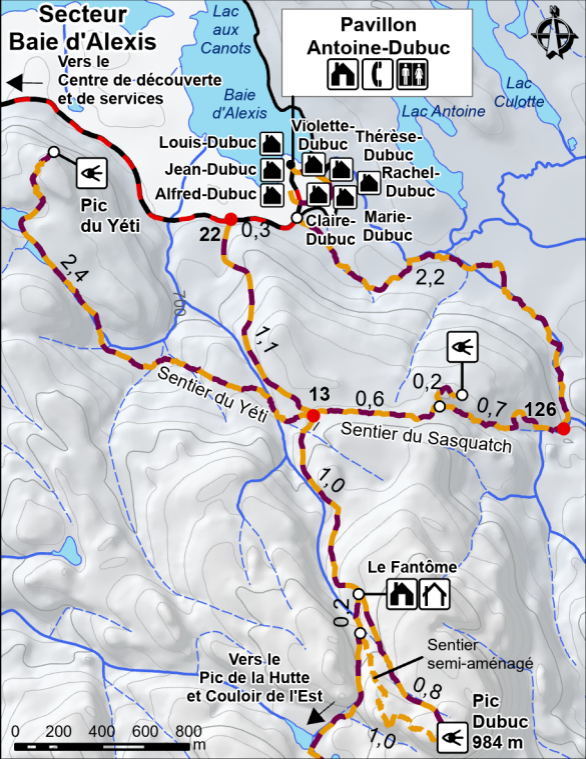 Secteur
Baie d'Alexis
Vers le
Centre de découverte
et de services
Lac
aux
Canots
Pavillon
Antoine-Dubuc
Lac
Culotte
Lac Antoine
Baie
d'Alexis
Louis-Dubuc
Jean-Dubuc
Alfred-Dubuc
Violette-
Dubuc
Thérèse-
Dubuc
Rachel-
Dubuc
Claire-
Dubuc
Marie-
Dubuc
Pic
du Yéti
22
0,3
2,4
2,2
700
1,1
Sentier du Yéti
13
0,6
0,2
0,7
126
Sentier du Sasquatch
1,0
Le Fantôme
0,2
Sentier
semi-aménagé
Vers le
Pic de la Hutte
et Couloir de l'Est
0,8
1,0
Pic
Dubuc
984 m
0 200 400 600 800
m